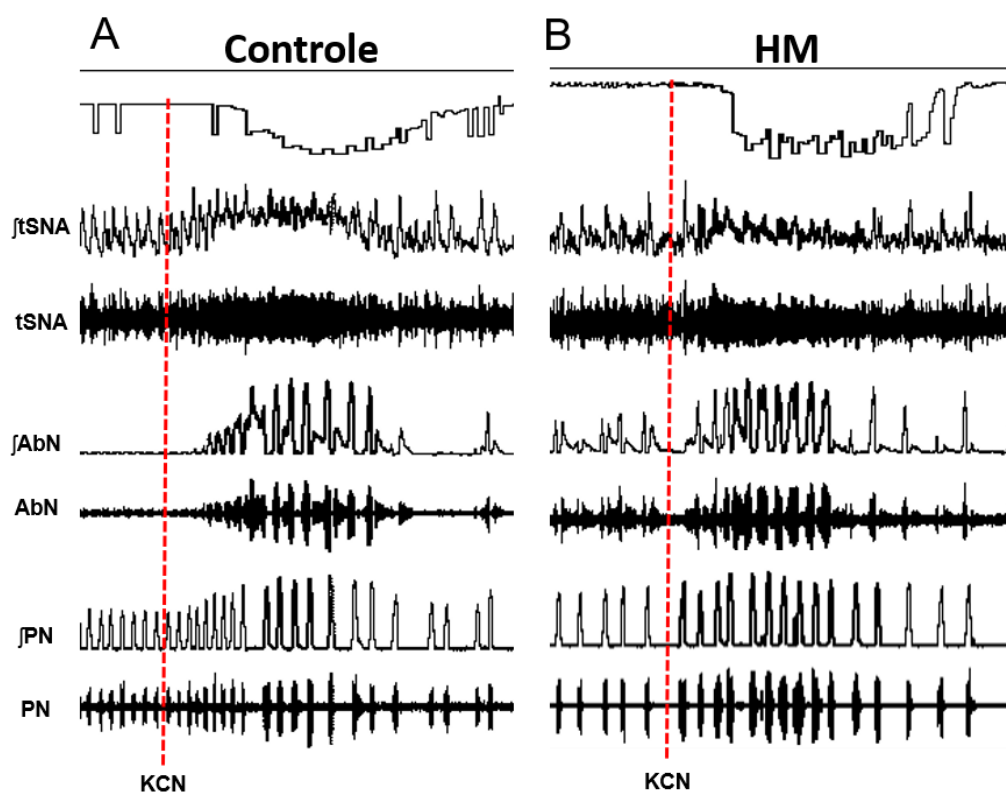 A
Controle
B
HM
∫tSNA
tSNA
∫AbN
AbN
∫PN
PN
KCN
KCN